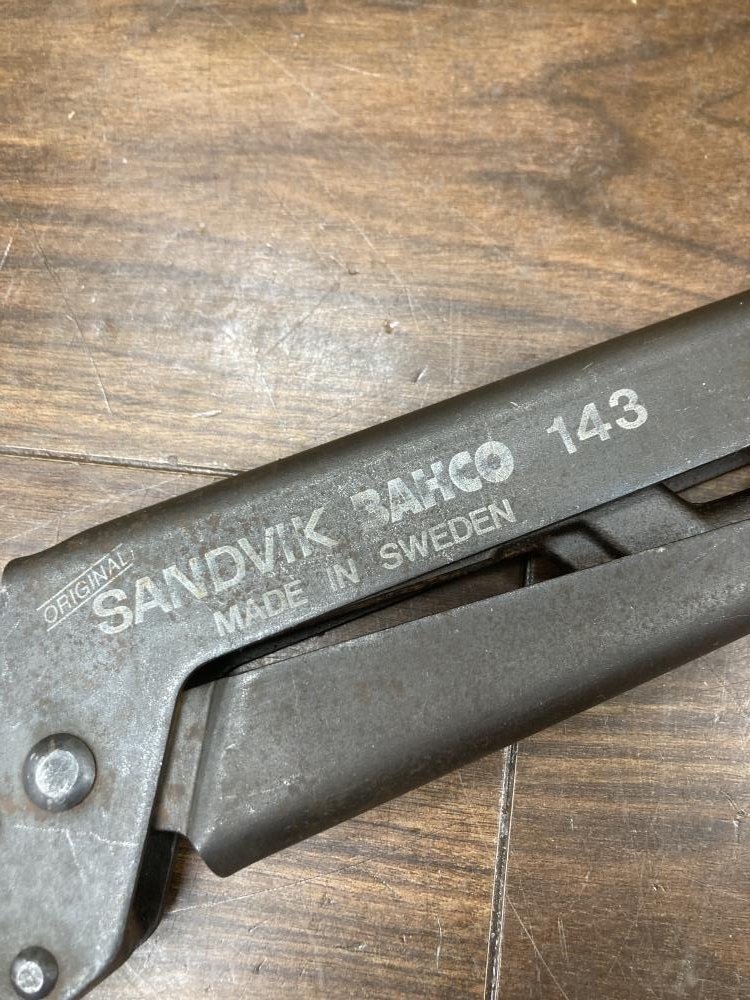 ORIGINAL
SANDVIK BAHCO 143
MADE IN SWEDEN